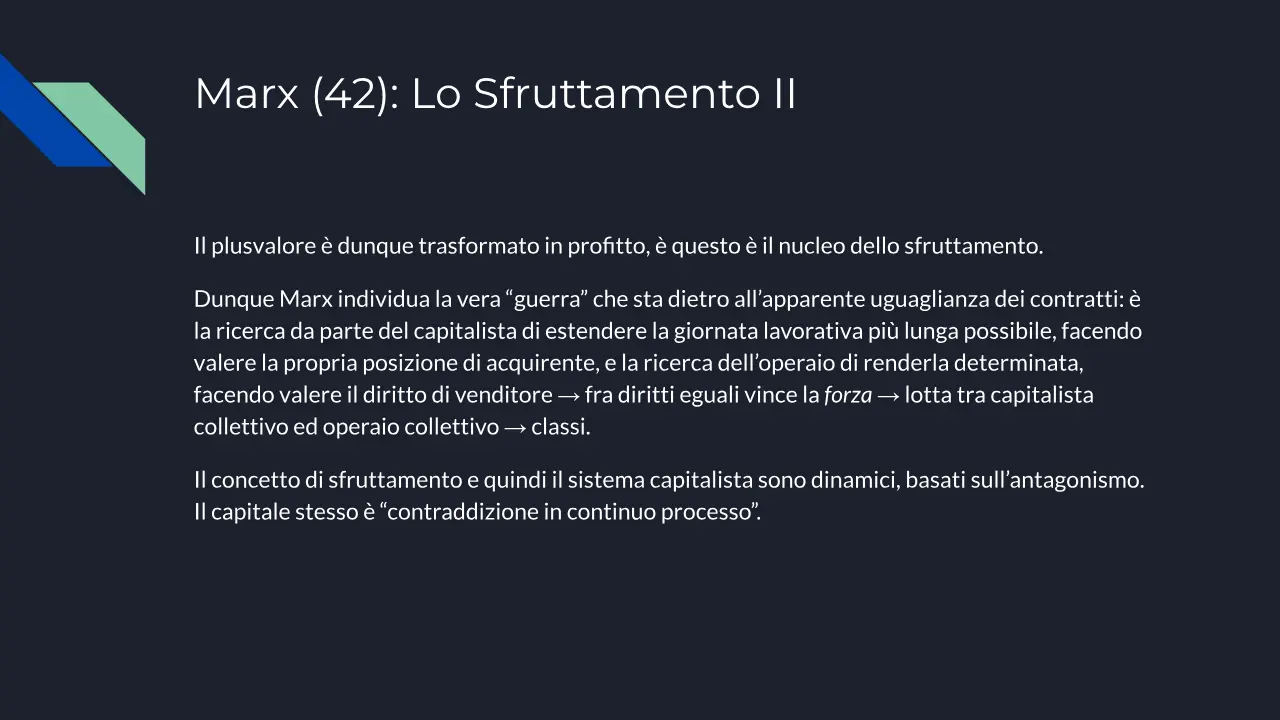 Marx (42): Lo Sfruttamento II
Il plusvalore è dunque trasformato in profitto, è questo è il nucleo dello sfruttamento.
Dunque Marx individua la vera “guerra” che sta dietro all’apparente uguaglianza dei contratti: è
la ricerca da parte del capitalista di estendere la giornata lavorativa più lunga possibile, facendo
valere la propria posizione di acquirente, e la ricerca dell’operaio di renderla determinata,
facendo valere il diritto di venditore → fra diritti eguali vince la forza → lotta tra capitalista
collettivo ed operaio collettivo → classi.
Il concetto di sfruttamento e quindi il sistema capitalista sono dinamici, basati sull’antagonismo.
Il capitale stesso è “contraddizione in continuo processo”.